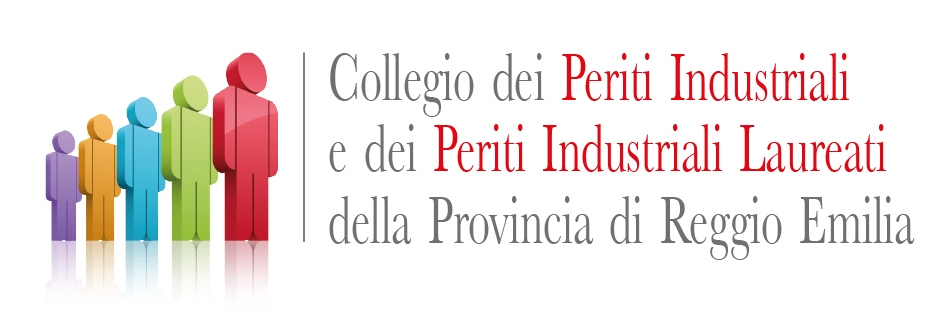 Collegio dei Periti Industriali
e dei Periti Industriali Laureati
della Provincia di Reggio Emilia